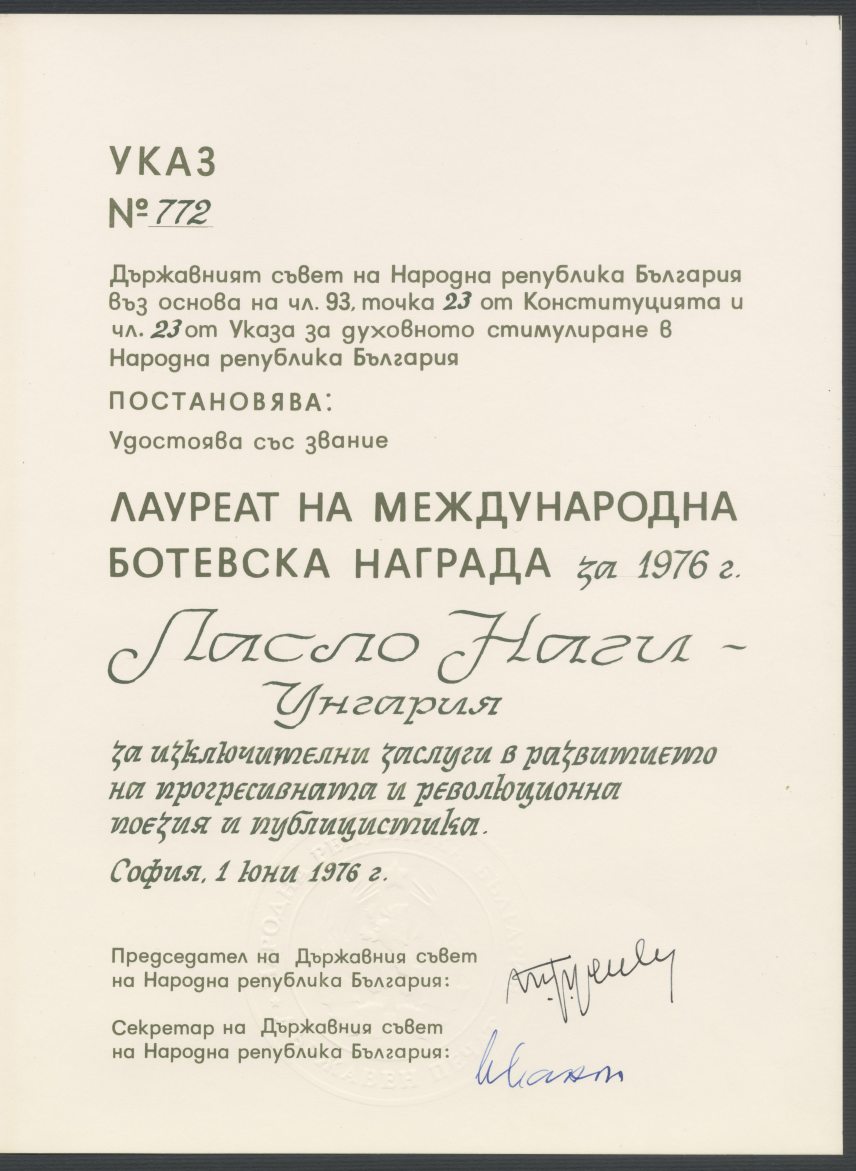 УКАЗ
№ 772
Държавният съвет на Народна република България
въз основа на чл. 93, точка 23 от Конституцията и
чл. 23 от Указа за духовното стимулиране в
Народна република България
ПОСТАНОВЯВА:
Удостоява със звание
ЛАУРЕАТ НА МЕЖДУНАРОДНА
БОТЕВСКА НАГРАДА за 1976 г.
Ласло Наги -
Унгария
за изключителни заслуги в развитието
на прогресивната и революционна
поезия и публицистика.
София, 1 юни 1976 г.
Председател на Държавния съвет
на Народна република България:
Секретар на Държавния съвет
на Народна република България: